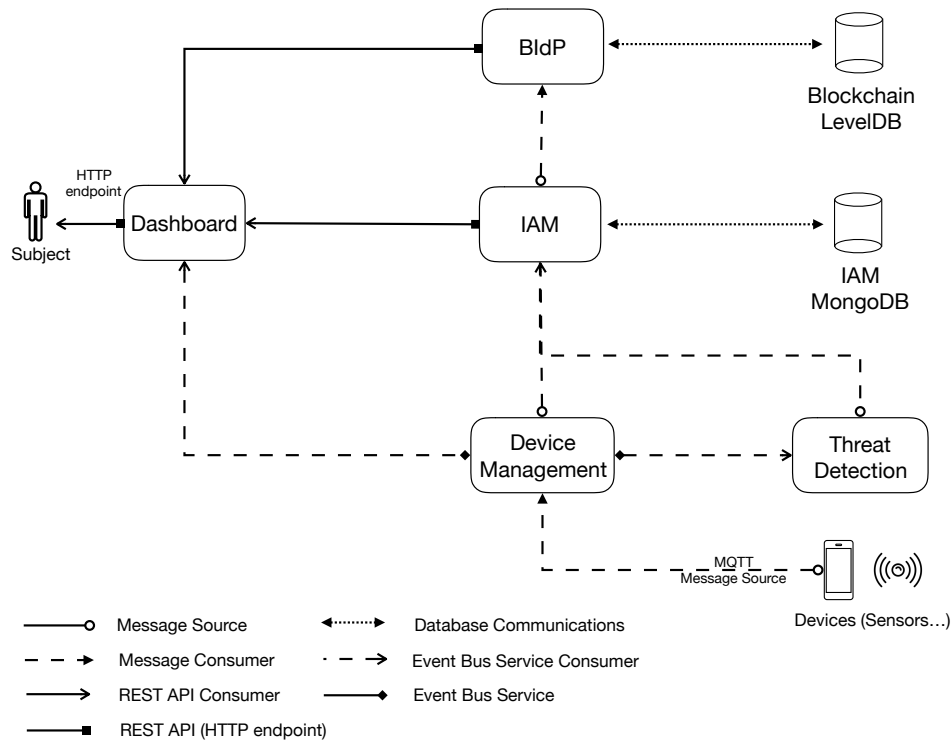 BIdP
Blockchain
LevelDB
HTTP
endpoint
Subject
Dashboard
IAM
IAM
MongoDB
Device
Management
Threat
Detection
MQTT
Message Source
Devices (Sensors...)
Message Source
Database Communications
Message Consumer
Event Bus Service Consumer
REST API Consumer
Event Bus Service
REST API (HTTP endpoint)